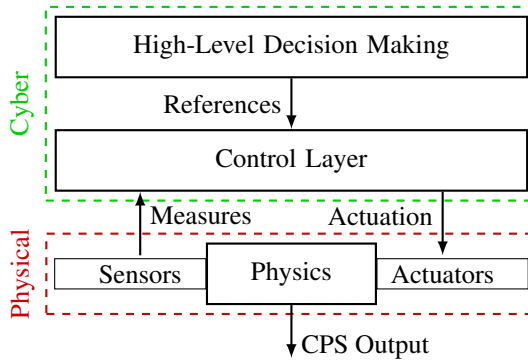 Cyber
High-Level Decision Making
References
Control Layer
Measures
Actuation
Physical
Sensors
Physics
Actuators
CPS Output